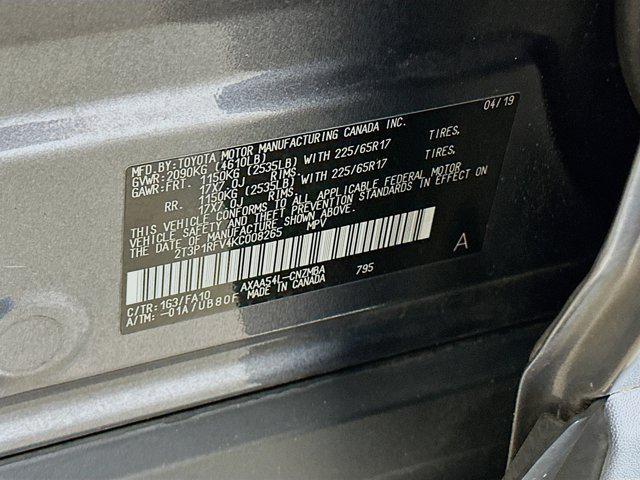 MFD. BY: TOYOTA MOTOR MANUFACTURING CANADA INC. 04/19
GVWR: 2090KG (4610LB)
GAWR: FRT. 1150KG (2535LB) WITH 225/65R17 TIRES,
17X7.0J RIMS.
RR. 1150KG (2535LB) WITH 225/65R17 TIRES,
17X7.0J RIMS.
THIS VEHICLE CONFORMS TO ALL APPLICABLE FEDERAL MOTOR
VEHICLE SAFETY STANDARDS IN EFFECT ON
THE DATE OF MANUFACTURE SHOWN ABOVE.
2T3P1RFV4KC008265 MPV
A
C/TR: 1G3/FA10 AXAA54L-CNZMBA 795
A/TM: -01A/UB80F MADE IN CANADA